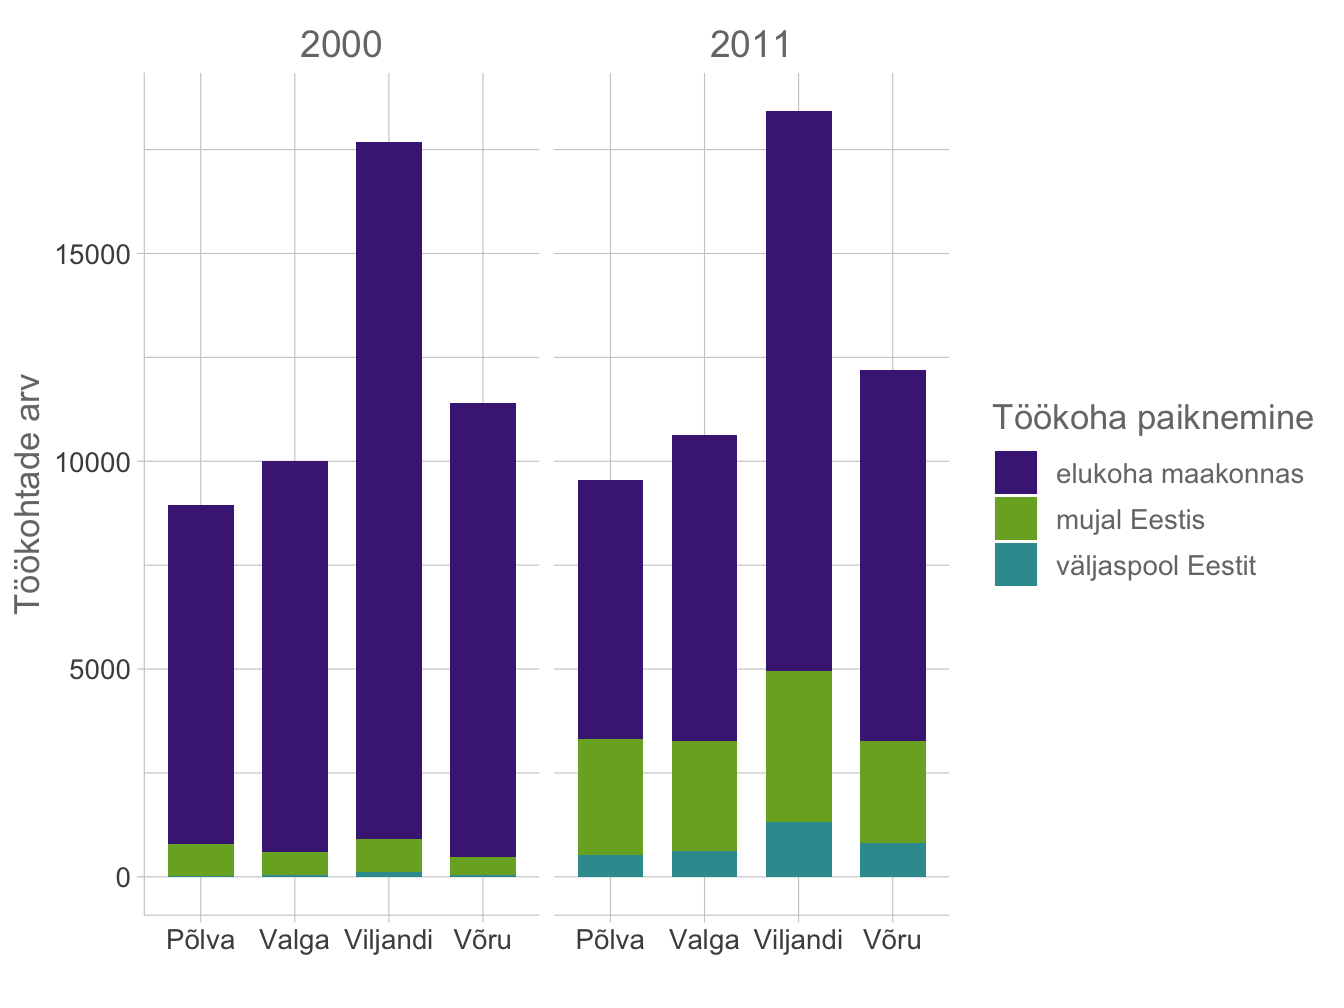 2000
2011
Töökohtade arv
15000
10000
5000
0
Põlva Valga Viljandi Võru
Põlva Valga Viljandi Võru
Töökoha paiknemine
elukoha maakonnas
mujal Eestis
väljaspool Eestit